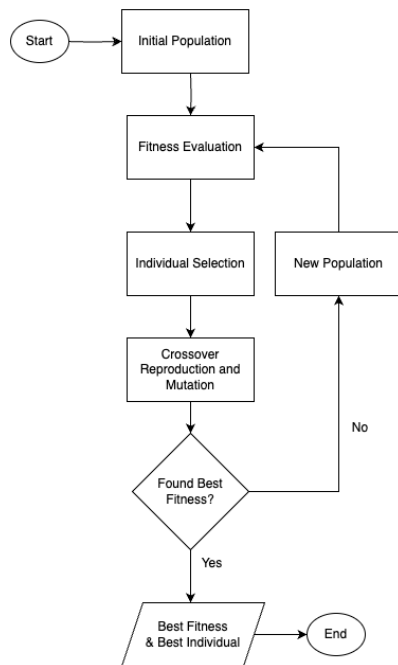 Start
Initial Population
Fitness Evaluation
Individual Selection
New Population
Crossover
Reproduction and
Mutation
No
Found Best
Fitness?
Yes
Best Fitness
& Best Individual
End